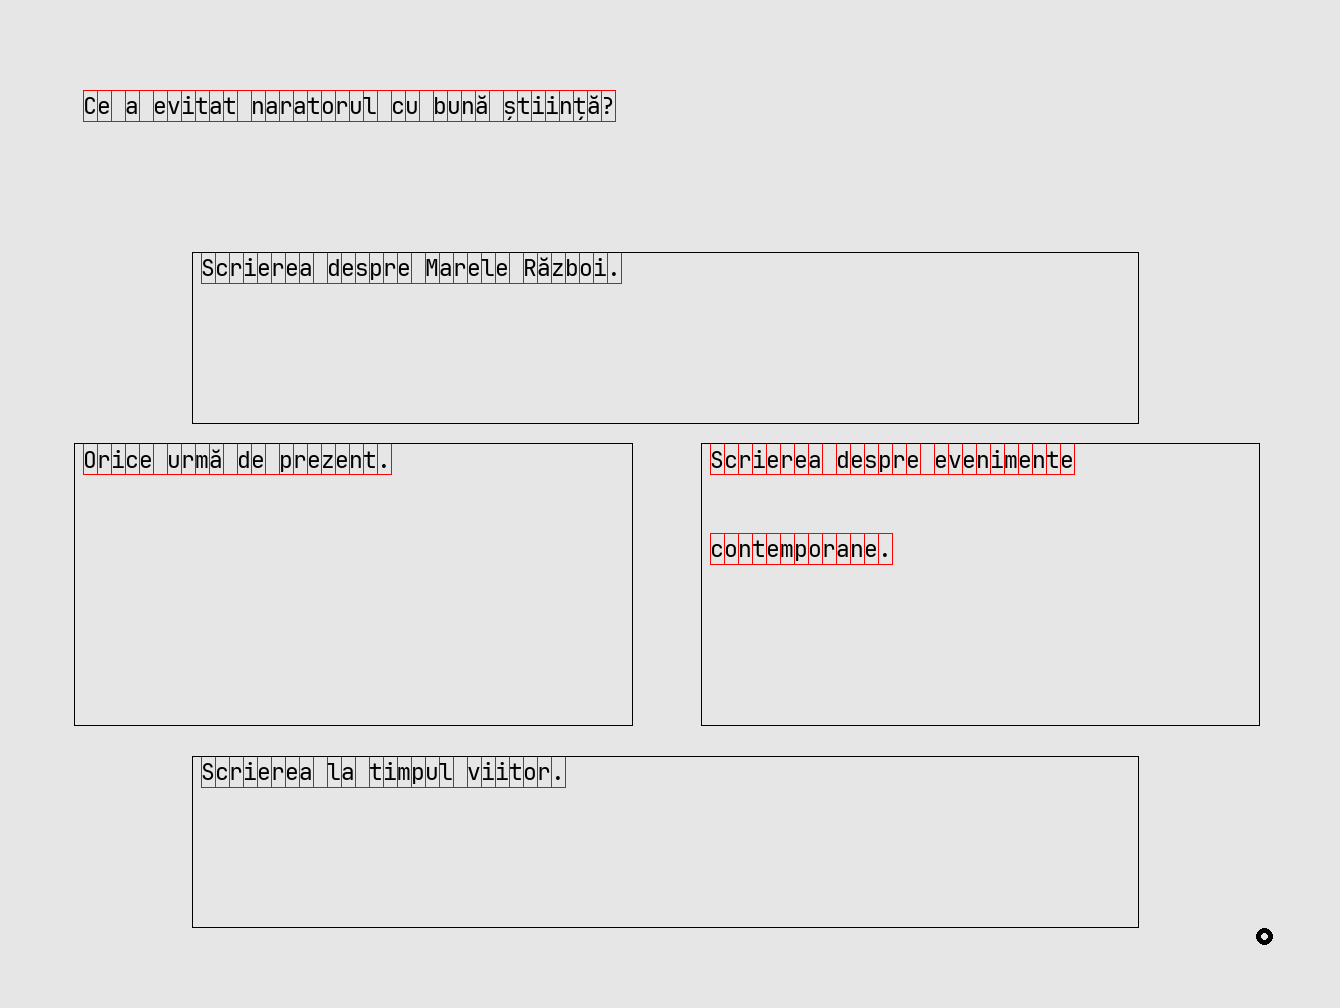 Ce a evitat naratorul cu bună știință?
Scrierea despre Marele Război.
Orice urmă de prezent.
Scrierea despre evenimente
contemporane.
Scrierea la timpul viitor.